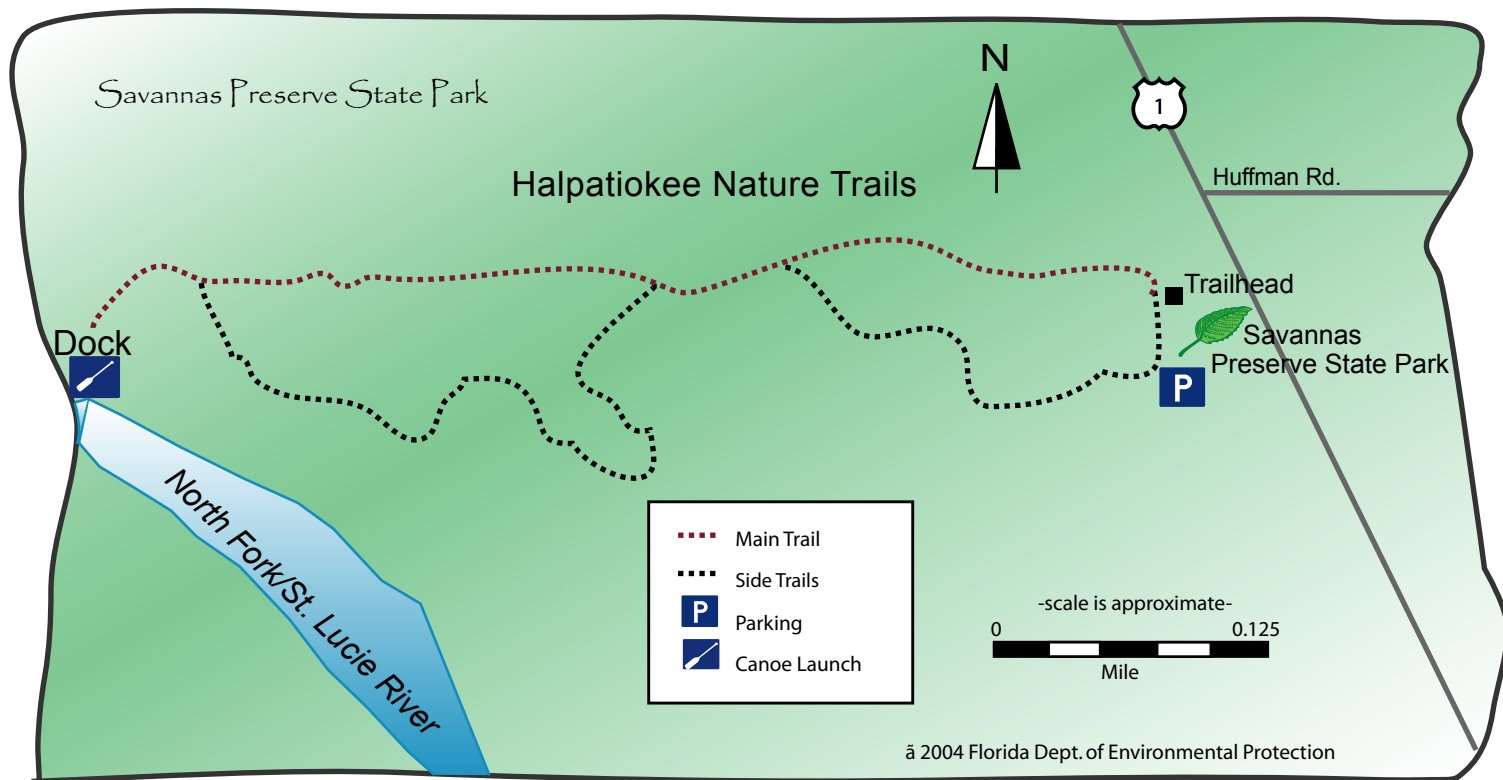 Savannas Preserve State Park
N
1
Halpatiokee Nature Trails
Huffman Rd.
Trailhead
Savannas
Preserve State Park
P
Dock
North Fork/St. Lucie River
Main Trail
Side Trails
P
Parking
Canoe Launch
-scale is approximate-
0 0.125
Mile
ã 2004 Florida Dept. of Environmental Protection